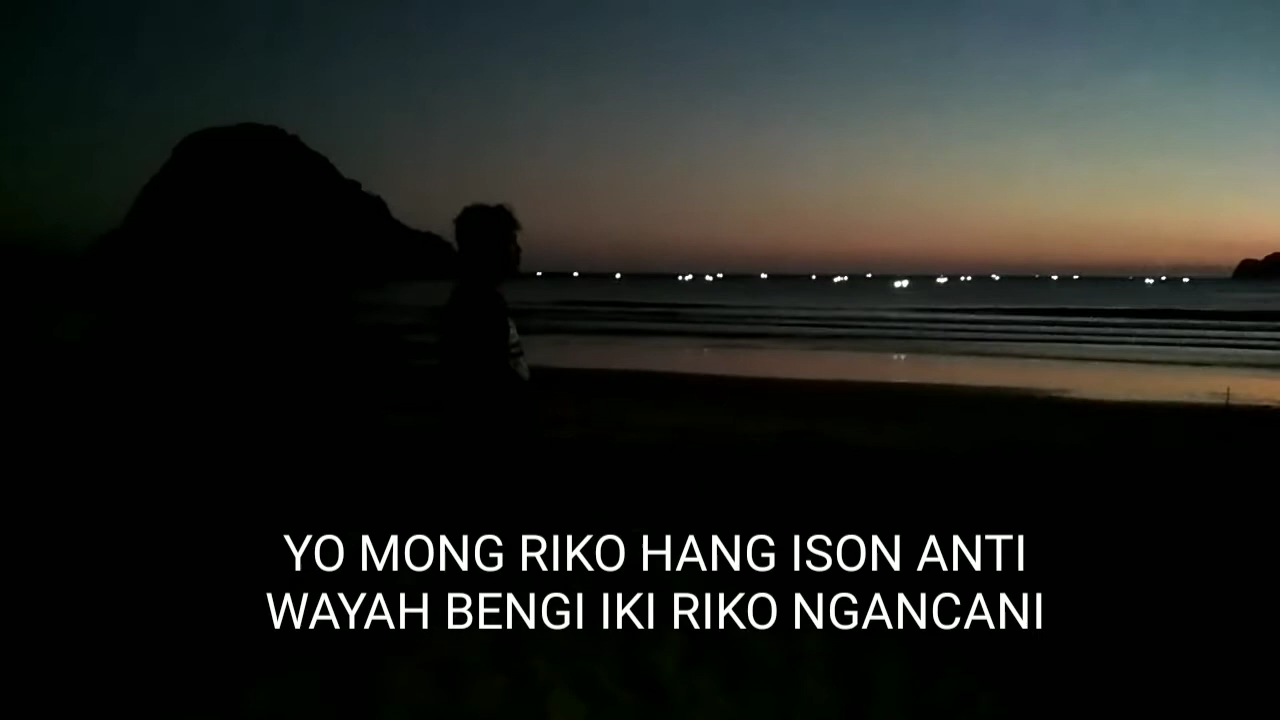 YO MONG RIKO HANG ISON ANTI
WAYAH BENGI IKI RIKO NGANCANI